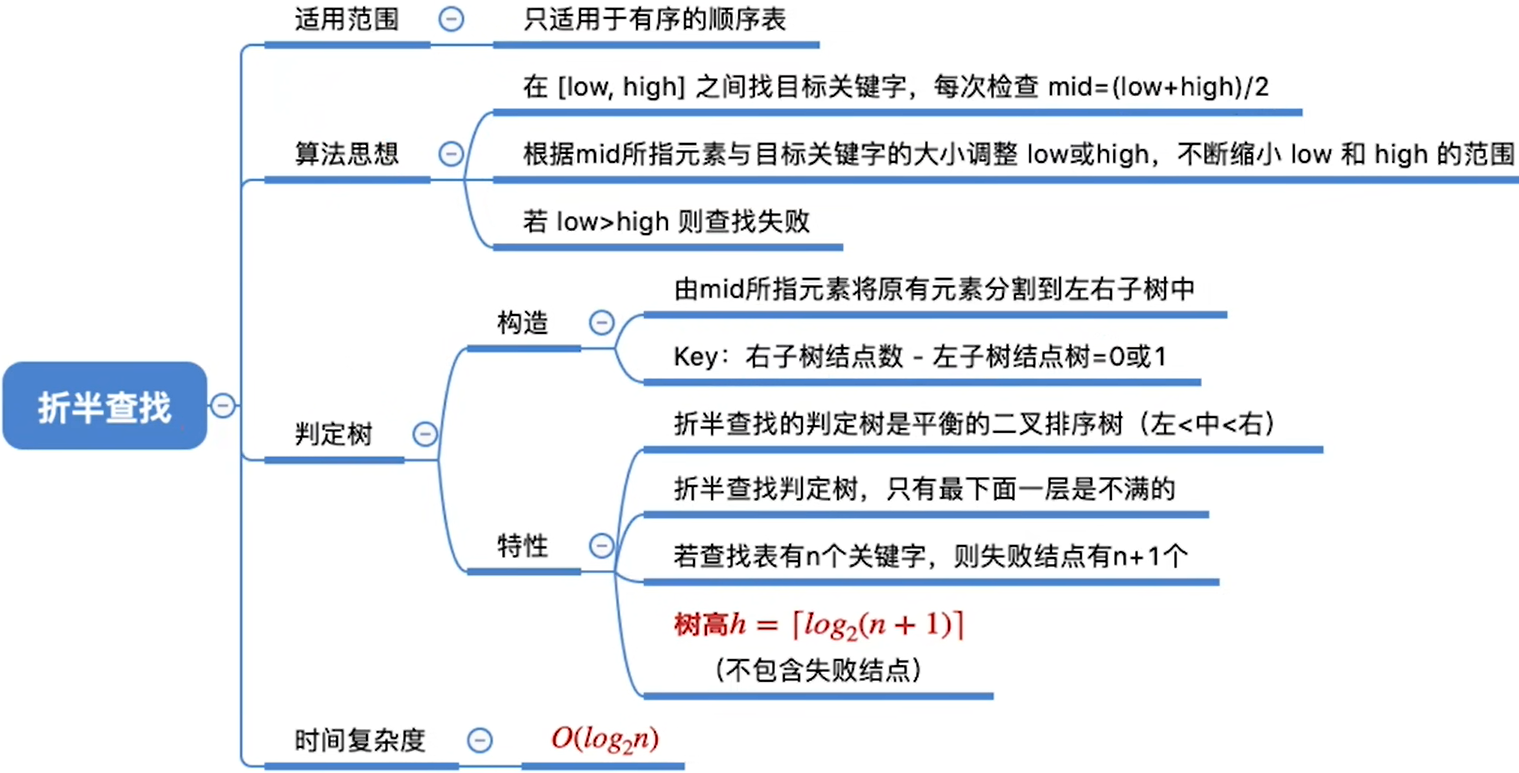 折半查找
适用范围
只适用于有序的顺序表
算法思想
在 [low, high] 之间找目标关键字，每次检查 mid=(low+high)/2
根据mid所指元素与目标关键字的大小调整 low或high，不断缩小 low 和 high 的范围
若 low>high 则查找失败
判定树
构造
由mid所指元素将原有元素分割到左右子树中
Key：右子树结点数 - 左子树结点树=0或1
特性
折半查找的判定树是平衡的二叉排序树（左<中<右）
折半查找判定树，只有最下面一层是不满的
若查找表有n个关键字，则失败结点有n+1个
树高h = ⌈log₂(n + 1)⌉
（不包含失败结点）
时间复杂度
O(log₂n)